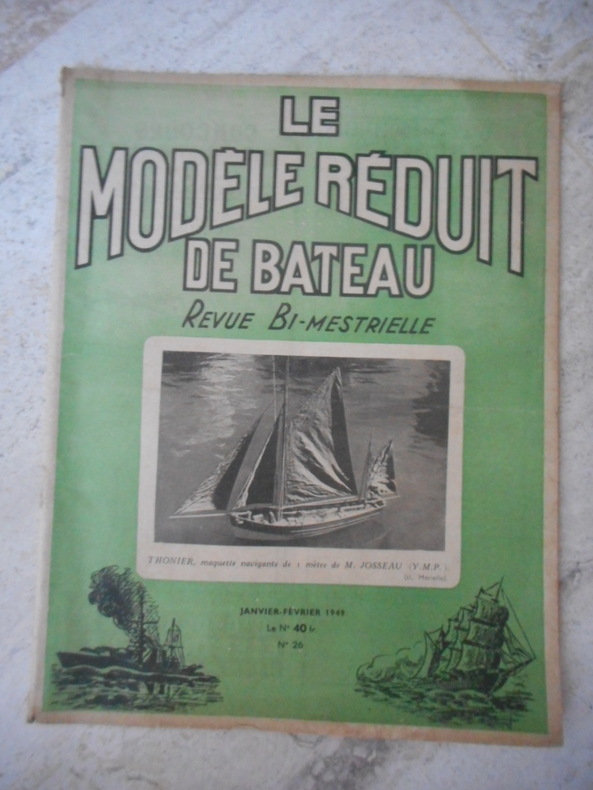 LE
MODÈLE RÉDUIT
DE BATEAU
REVUE BI-MESTRIELLE
THONIER, maquette navigante de 1 mètre de M. JOSSEAU (Y.M.P.).
JANVIER-FÉVRIER 1949
Le N° 40 fr.
N° 26